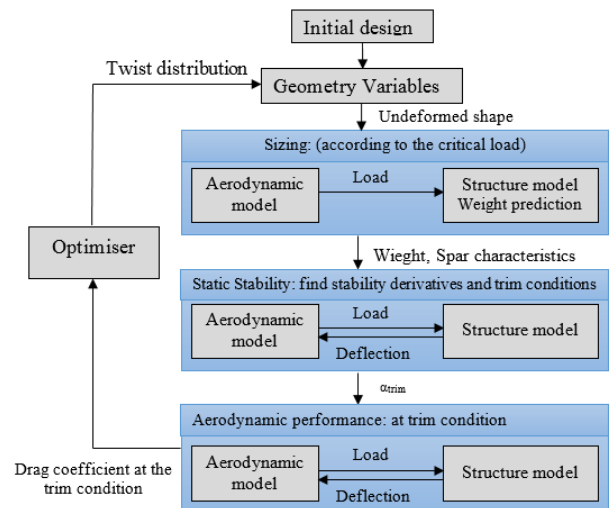 Initial design
Twist distribution
Geometry Variables
Undeformed shape
Sizing: (according to the critical load)
Aerodynamic
model
Load
Structure model
Weight prediction
Optimiser
Wieght, Spar characteristics
Static Stability: find stability derivatives and trim conditions
Aerodynamic
model
Load
Deflection
Structure model
αtrim
Aerodynamic performance: at trim condition
Drag coefficient at the
trim condition
Aerodynamic
model
Load
Deflection
Structure model